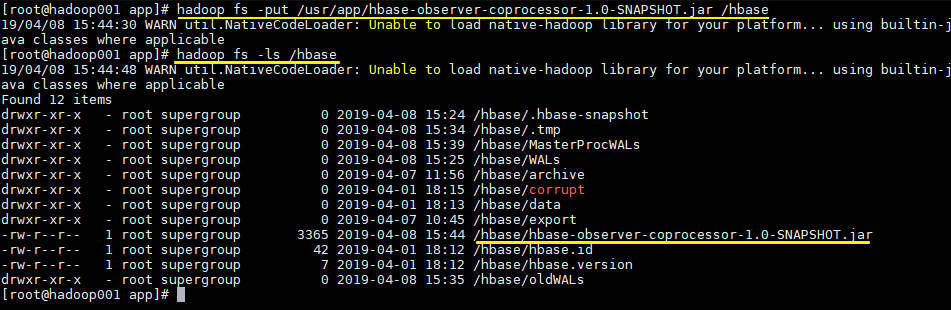 [root@hadoop001 app]# hadoop fs -put /usr/app/hbase-observer-coprocessor-1.0-SNAPSHOT.jar /hbase
19/04/08 15:44:30 WARN util.NativeCodeLoader: Unable to load native-hadoop library for your platform... using builtin-j
ava classes where applicable
[root@hadoop001 app]# hadoop fs -ls /hbase
19/04/08 15:44:48 WARN util.NativeCodeLoader: Unable to load native-hadoop library for your platform... using builtin-j
ava classes where applicable
Found 12 items
drwxr-xr-x   - root supergroup          0 2019-04-08 15:24 /hbase/.hbase-snapshot
drwxr-xr-x   - root supergroup          0 2019-04-08 15:34 /hbase/.tmp
drwxr-xr-x   - root supergroup          0 2019-04-08 15:39 /hbase/MasterProcWALs
drwxr-xr-x   - root supergroup          0 2019-04-08 15:25 /hbase/WALs
drwxr-xr-x   - root supergroup          0 2019-04-07 11:56 /hbase/archive
drwxr-xr-x   - root supergroup          0 2019-04-01 18:15 /hbase/corrupt
drwxr-xr-x   - root supergroup          0 2019-04-01 18:13 /hbase/data
drwxr-xr-x   - root supergroup          0 2019-04-07 10:45 /hbase/export
-rw-r--r--   1 root supergroup       3365 2019-04-08 15:44 /hbase/hbase-observer-coprocessor-1.0-SNAPSHOT.jar
-rw-r--r--   1 root supergroup         42 2019-04-01 18:12 /hbase/hbase.id
-rw-r--r--   1 root supergroup          7 2019-04-01 18:12 /hbase/hbase.version
drwxr-xr-x   - root supergroup          0 2019-04-08 15:35 /hbase/oldWALs
[root@hadoop001 app]#